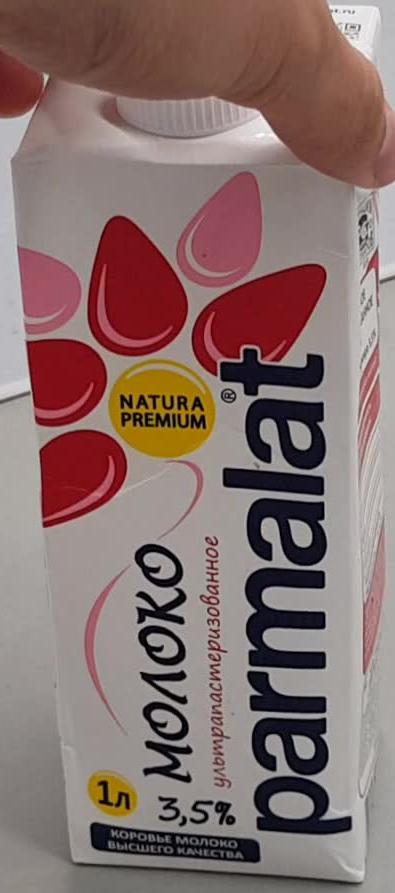 NATURA
PREMIUM
parmalat®
МОЛОКО
ультрапастеризованное
3,5%
1л
КОРОВЬЕ МОЛОКО
ВЫСШЕГО КАЧЕСТВА